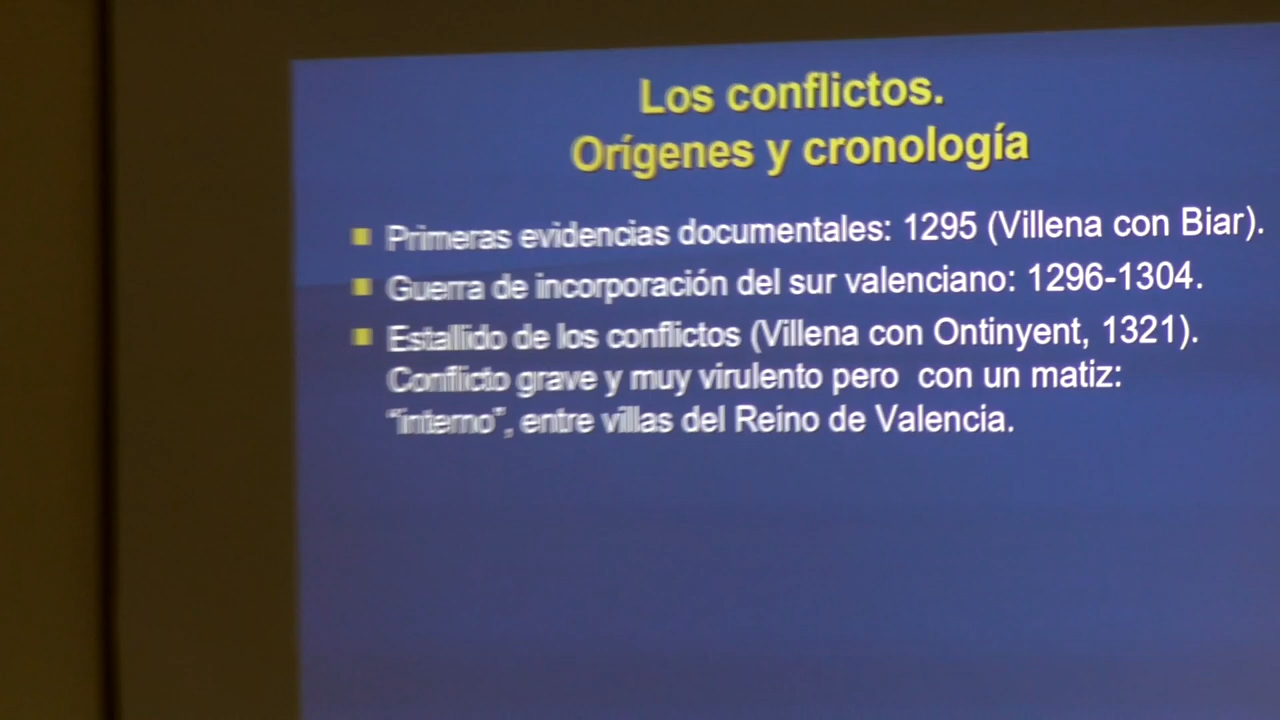 Los conflictos.
Orígenes y cronología
Primeras evidencias documentales: 1295 (Villena con Biar).
Guerra de incorporación del sur valenciano: 1296-1304.
Estallido de los conflictos (Villena con Ontinyent, 1321).
Conflicto grave y muy virulento pero con un matiz:
“interno”, entre villas del Reino de Valencia.